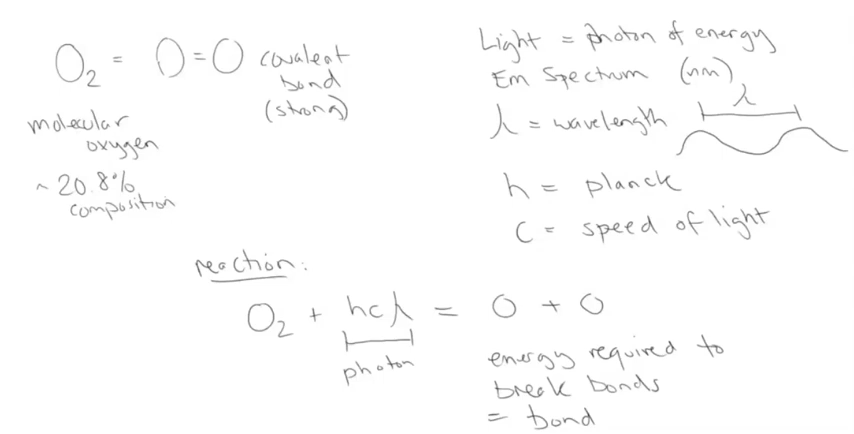 O₂ = O=O covalent
bond
(strong)
molecular
oxygen
~ 20.8%
composition
Light = photon of energy
Em Spectrum (nm)
λ = wavelength
λ
h = planck
c = speed of light
reaction:
O₂ + hcλ = O + O
photon
energy required to
break bonds
= bond